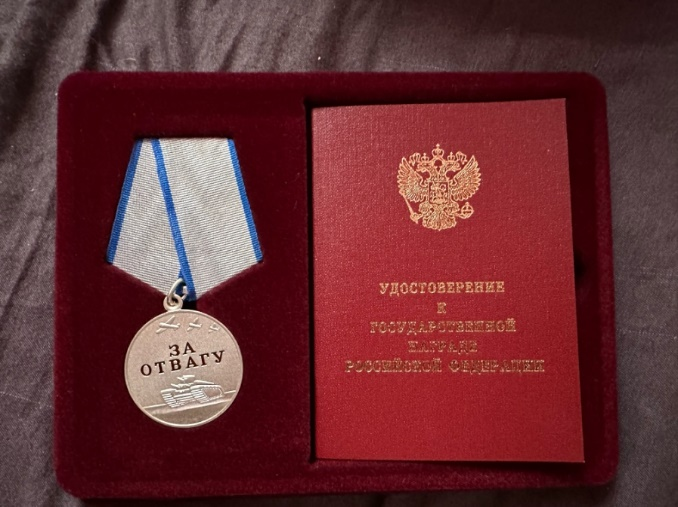 ЗА
ОТВАГУ
УДОСТОВЕРЕНИЕ
К
ГОСУДАРСТВЕННОЙ
НАГРАДЕ
РОССИЙСКОЙ ФЕДЕРАЦИИ